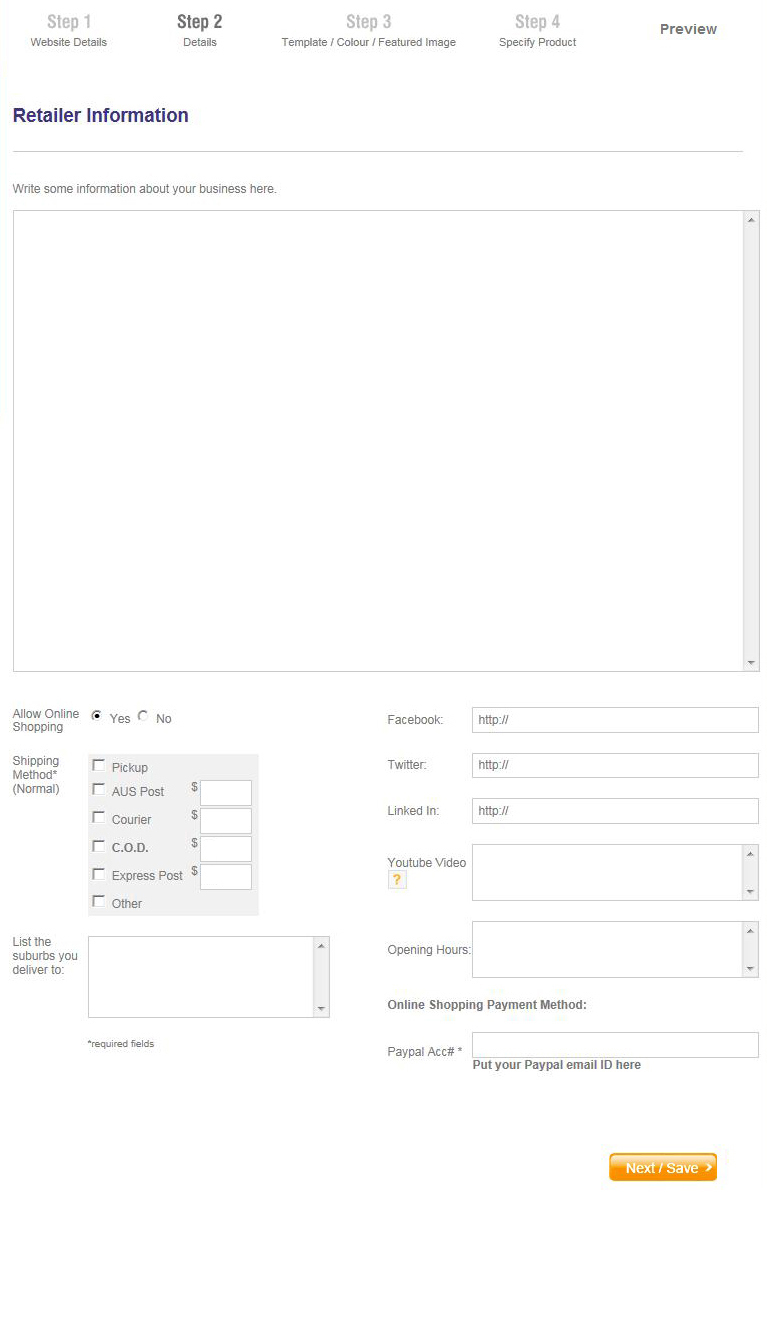 Step 1
Website Details
Step 2
Details
Step 3
Template / Colour / Featured Image
Step 4
Specify Product
Preview
Retailer Information
Write some information about your business here.
Allow Online
Shopping
Yes
No
Shipping
Method*
(Normal)
Pickup
AUS Post $
Courier $
C.O.D. $
Express Post $
Other
List the
suburbs you
deliver to:
*required fields
Facebook: http://
Twitter: http://
Linked In: http://
Youtube Video
?
Opening Hours:
Online Shopping Payment Method:
Paypal Acc# *
Put your Paypal email ID here
Next / Save